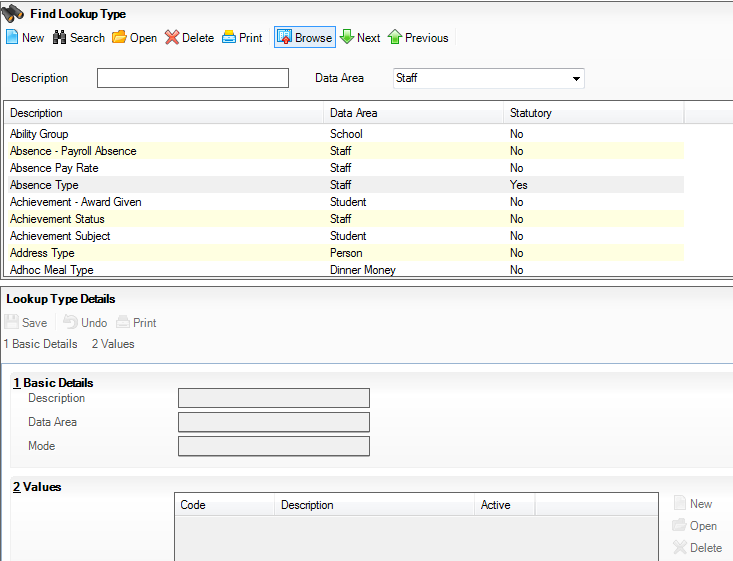 Find Lookup Type
New Search Open Delete Print Browse Next Previous
Description Data Area Staff
Description Data Area Statutory
Ability Group School No
Absence - Payroll Absence Staff No
Absence Pay Rate Staff No
Absence Type Staff Yes
Achievement - Award Given Student No
Achievement Status Staff No
Achievement Subject Student No
Address Type Person No
Adhoc Meal Type Dinner Money No
Lookup Type Details
Save Undo Print
1 Basic Details 2 Values
1 Basic Details
Description
Data Area
Mode
2 Values
Code Description Active
New
Open
Delete